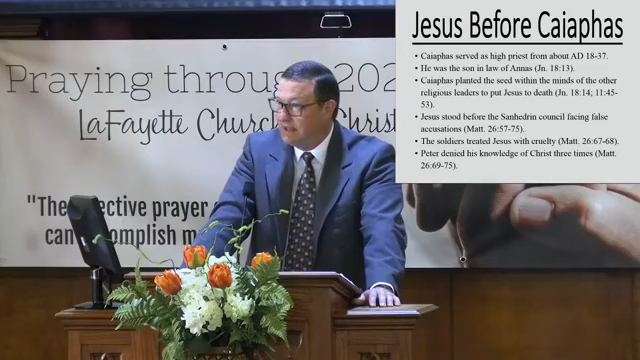 Jesus Before Caiaphas
• Caiaphas served as high priest from about AD 18-37.
• He was the son in law of Annas (Jn. 18:13).
• Caiaphas planted the seed within the minds of the other
religious leaders to put Jesus to death (Jn. 18:14; 11:45-
53).
• Jesus stood before the Sanhedrin council facing false
accusations (Matt. 26:57-75).
• The soldiers treated Jesus with cruelty (Matt. 26:67-68).
• Peter denied his knowledge of Christ three times (Matt.
26:69-75).
Praying through 202
LaFayette Church Christ
"The ective prayer
can omplish m